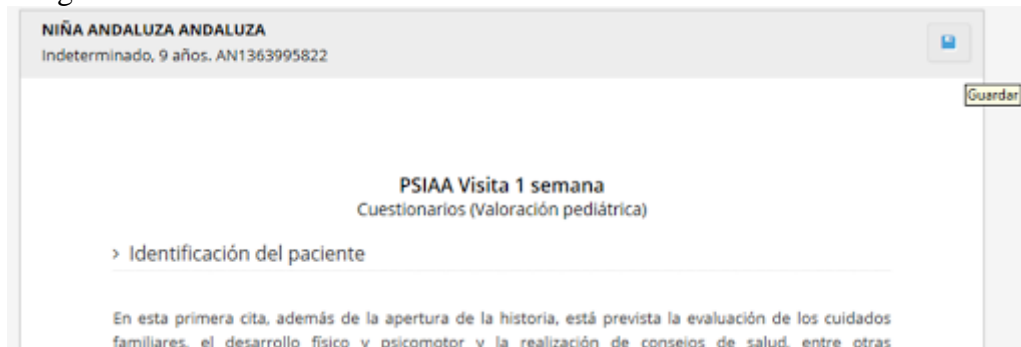 NIÑA ANDALUZA ANDALUZA
Indeterminado, 9 años. AN1363995822
Guardar
PSIAA Visita 1 semana
Cuestionarios (Valoración pediátrica)
> Identificación del paciente
En esta primera cita, además de la apertura de la historia, está prevista la evaluación de los cuidados
familiares, el desarrollo físico y psicomotor y la realización de consejos de salud, entre otras